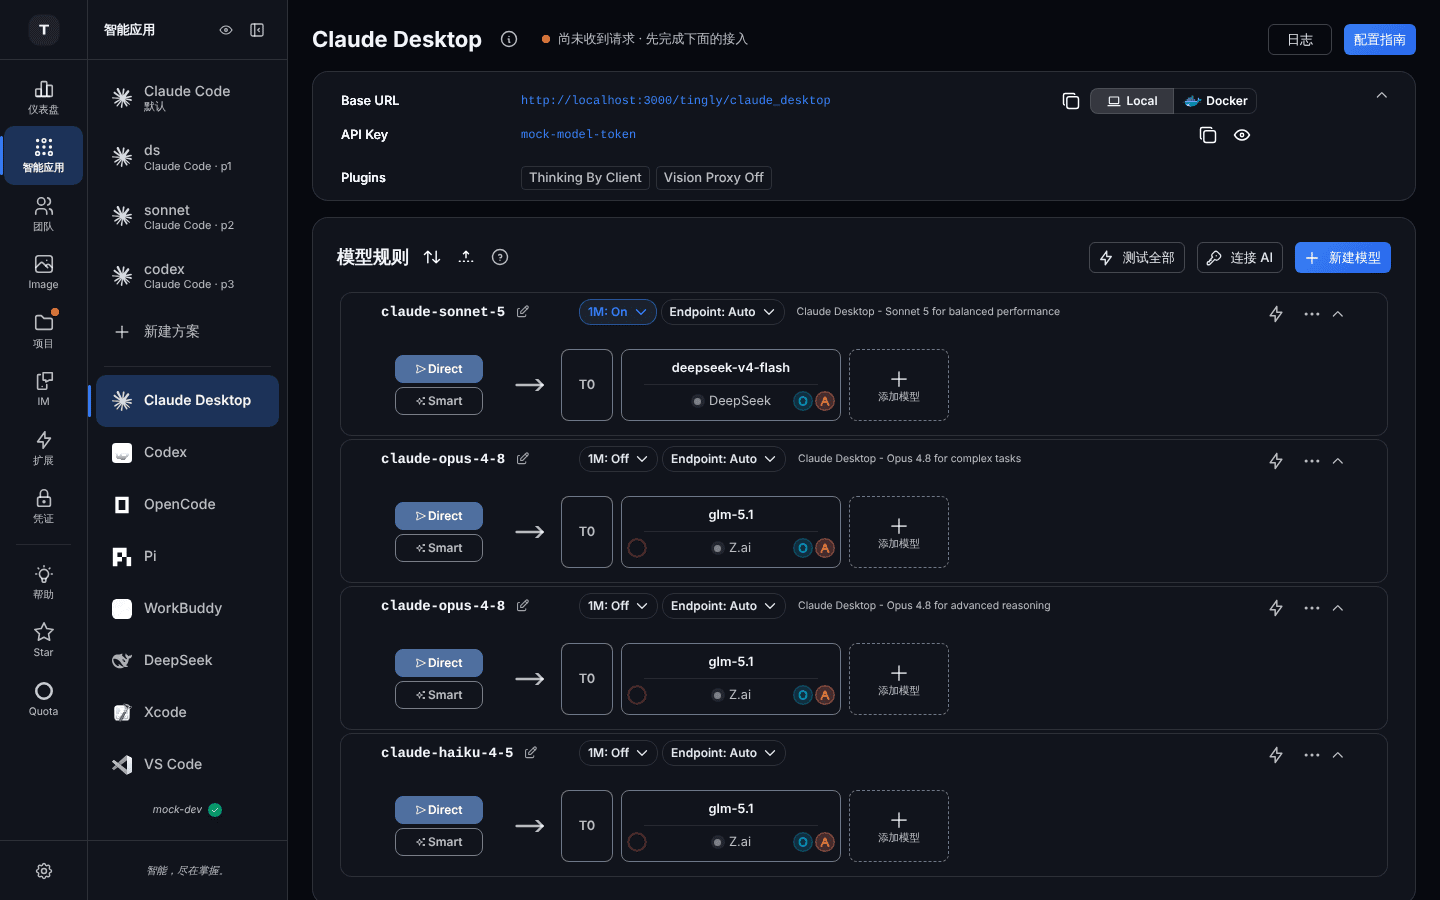 T
智能应用
仪表盘
智能应用
团队
Image
项目
IM
扩展
凭证
帮助
Star
Quota
Claude Code
默认
ds
Claude Code · p1
sonnet
Claude Code · p2
codex
Claude Code · p3
新建方案
Claude Desktop
Codex
OpenCode
Pi
WorkBuddy
DeepSeek
Xcode
VS Code
mock-dev
智能，尽在掌握。
Claude Desktop
尚未收到请求 · 先完成下面的接入
日志
配置指南
Base URL
http://localhost:3000/tingly/claude_desktop
Local
Docker
API Key
mock-model-token
Plugins
Thinking By Client
Vision Proxy Off
模型规则
测试全部
连接 AI
新建模型
claude-sonnet-5
1M: On
Endpoint: Auto
Claude Desktop - Sonnet 5 for balanced performance
Direct
Smart
T0
deepseek-v4-flash
DeepSeek
O
A
添加模型
claude-opus-4-8
1M: Off
Endpoint: Auto
Claude Desktop - Opus 4.8 for complex tasks
Direct
Smart
T0
glm-5.1
Z.ai
O
A
添加模型
claude-opus-4-8
1M: Off
Endpoint: Auto
Claude Desktop - Opus 4.8 for advanced reasoning
Direct
Smart
T0
glm-5.1
Z.ai
O
A
添加模型
claude-haiku-4-5
1M: Off
Endpoint: Auto
Direct
Smart
T0
glm-5.1
Z.ai
O
A
添加模型